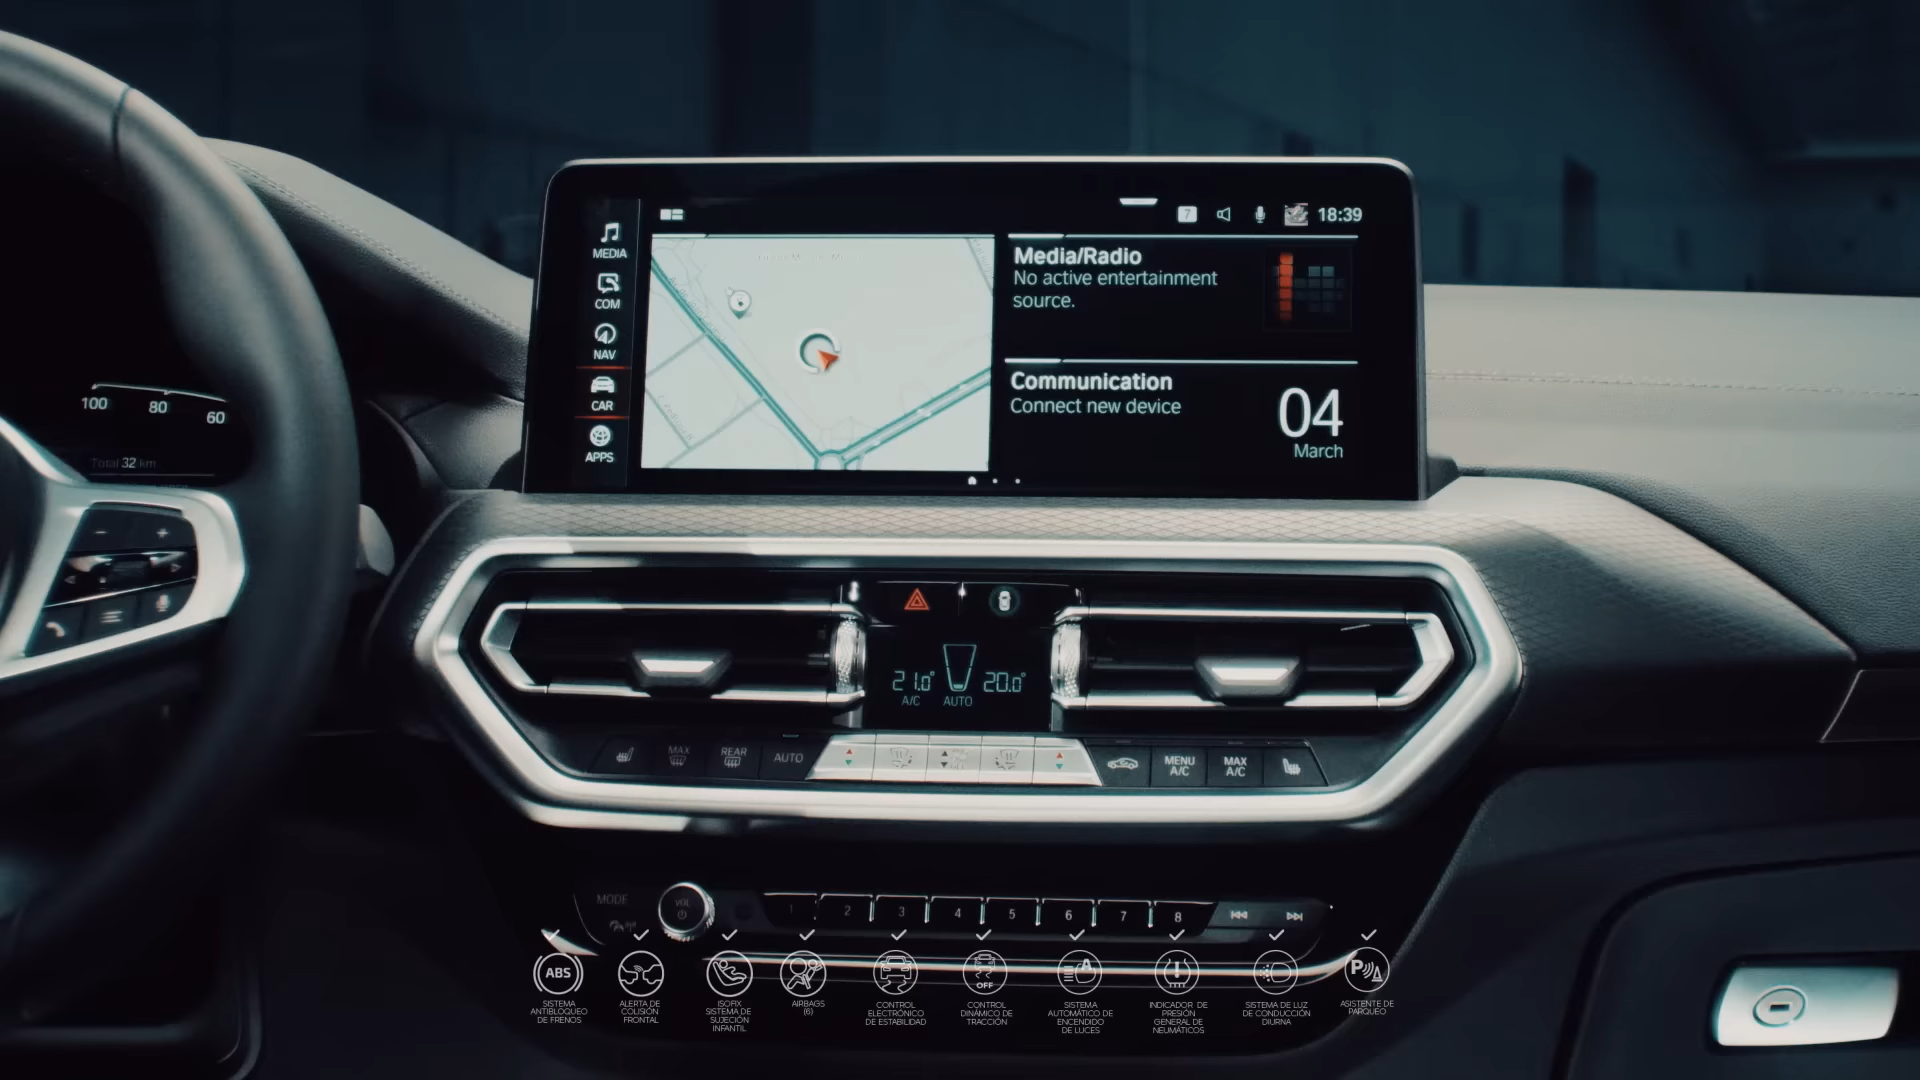 7
18:39
MEDIA
COM
NAV
CAR
APPS
Media/Radio
No active entertainment
source.
Communication
Connect new device
04
March
100
80
60
Total 32 km
21.0°
20.0°
A/C
AUTO
MAX
REAR
AUTO
MENU
A/C
MAX
A/C
MODE
VOL
1
2
3
4
5
6
7
8
ABS
SISTEMA
ANTIBLOQUEO
DE FRENOS
ALERTA DE
COLISIÓN
FRONTAL
ISOFIX
SISTEMA DE
SUJECIÓN
INFANTIL
AIRBAGS
(6)
CONTROL
ELECTRÓNICO
DE ESTABILIDAD
OFF
CONTROL
DINÁMICO DE
TRACCIÓN
A
SISTEMA
AUTOMÁTICO DE
ENCENDIDO
DE LUCES
INDICADOR DE
PRESIÓN
GENERAL DE
NEUMÁTICOS
SISTEMA DE LUZ
DE CONDUCCIÓN
DIURNA
P
ASISTENTE DE
PARQUEO